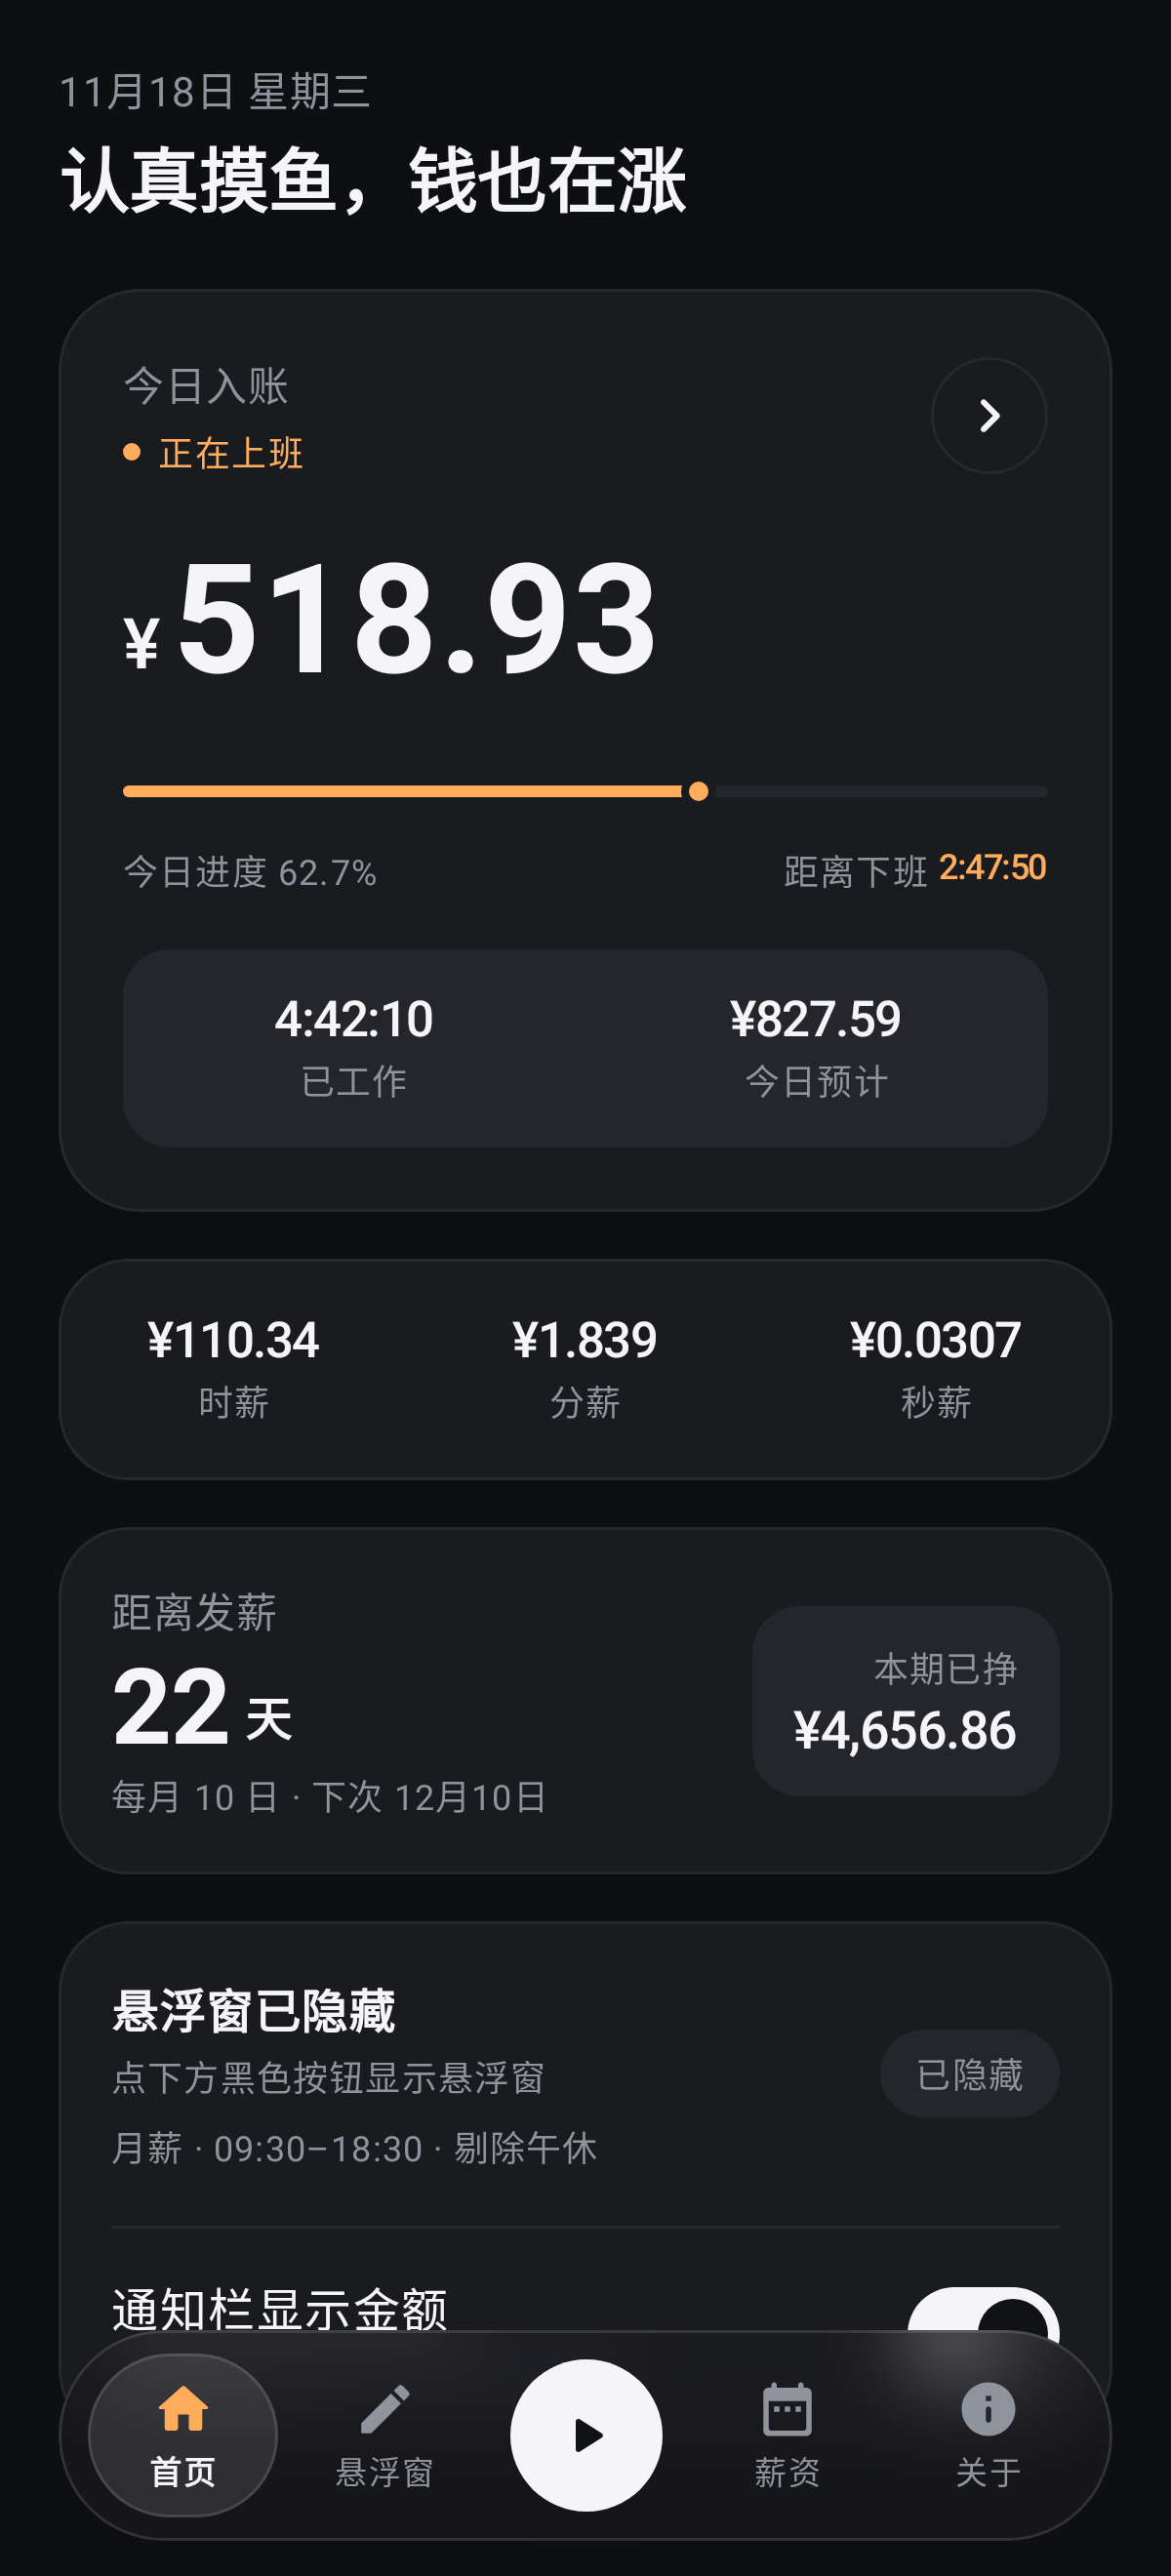 11月18日 星期三
认真摸鱼，钱也在涨
今日入账
正在上班
¥518.93
今日进度 62.7%
距离下班 2:47:50
4:42:10
已工作
¥827.59
今日预计
¥110.34
时薪
¥1.839
分薪
¥0.0307
秒薪
距离发薪
22 天
每月 10 日 · 下次 12月10日
本期已挣
¥4,656.86
悬浮窗已隐藏
点下方黑色按钮显示悬浮窗
月薪 · 09:30–18:30 · 剔除午休
已隐藏
通知栏显示金额
首页
悬浮窗
薪资
关于